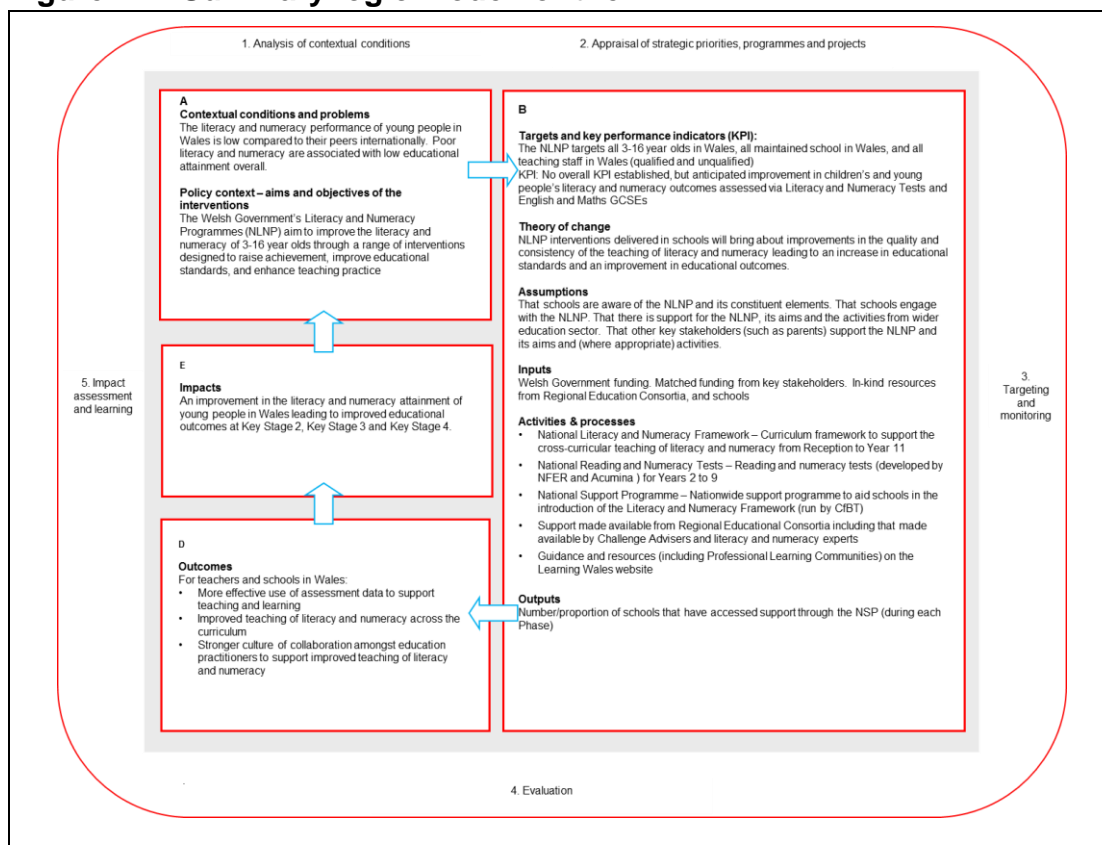 1. Analysis of contextual conditions
2. Appraisal of strategic priorities, programmes and projects
A
Contextual conditions and problems
The literacy and numeracy performance of young people in
Wales is low compared to their peers internationally. Poor
literacy and numeracy are associated with low educational
attainment overall.
Policy context – aims and objectives of the
interventions
The Welsh Government's Literacy and Numeracy
Programmes (NLNP) aim to improve the literacy and
numeracy of 3-16 year olds through a range of interventions
designed to raise achievement, improve educational
standards, and enhance teaching practice
B
Targets and key performance indicators (KPI):
The NLNP targets all 3-16 year olds in Wales, all maintained school in Wales, and all
teaching staff in Wales (qualified and unqualified)
KPI: No overall KPI established, but anticipated improvement in children's and young
people's literacy and numeracy outcomes assessed via Literacy and Numeracy Tests and
English and Maths GCSEs
Theory of change
NLNP interventions delivered in schools will bring about improvements in the quality and
consistency of the teaching of literacy and numeracy leading to an increase in educational
standards and an improvement in educational outcomes.
Assumptions
That schools are aware of the NLNP and its constituent elements. That schools engage
with the NLNP. That there is support for the NLNP, its aims and the activities from wider
education sector. That other key stakeholders (such as parents) support the NLNP and
its aims and (where appropriate) activities.
Inputs
Welsh Government funding. Matched funding from key stakeholders. In-kind resources
from Regional Education Consortia, and schools
Activities & processes
• National Literacy and Numeracy Framework – Curriculum framework to support the
cross-curricular teaching of literacy and numeracy from Reception to Year 11
• National Reading and Numeracy Tests – Reading and numeracy tests (developed by
NFER and Acumina ) for Years 2 to 9
• National Support Programme – Nationwide support programme to aid schools in the
introduction of the Literacy and Numeracy Framework (run by CfBT)
• Support made available from Regional Educational Consortia including that made
available by Challenge Advisers and literacy and numeracy experts
• Guidance and resources (including Professional Learning Communities) on the
Learning Wales website
Outputs
Number/proportion of schools that have accessed support through the NSP (during each
Phase)
E
Impacts
An improvement in the literacy and numeracy attainment of
young people in Wales leading to improved educational
outcomes at Key Stage 2, Key Stage 3 and Key Stage 4.
D
Outcomes
For teachers and schools in Wales:
• More effective use of assessment data to support
teaching and learning
• Improved teaching of literacy and numeracy across the
curriculum
• Stronger culture of collaboration amongst education
practitioners to support improved teaching of literacy
and numeracy
5. Impact
assessment
and learning
3.
Targeting
and
monitoring
4. Evaluation